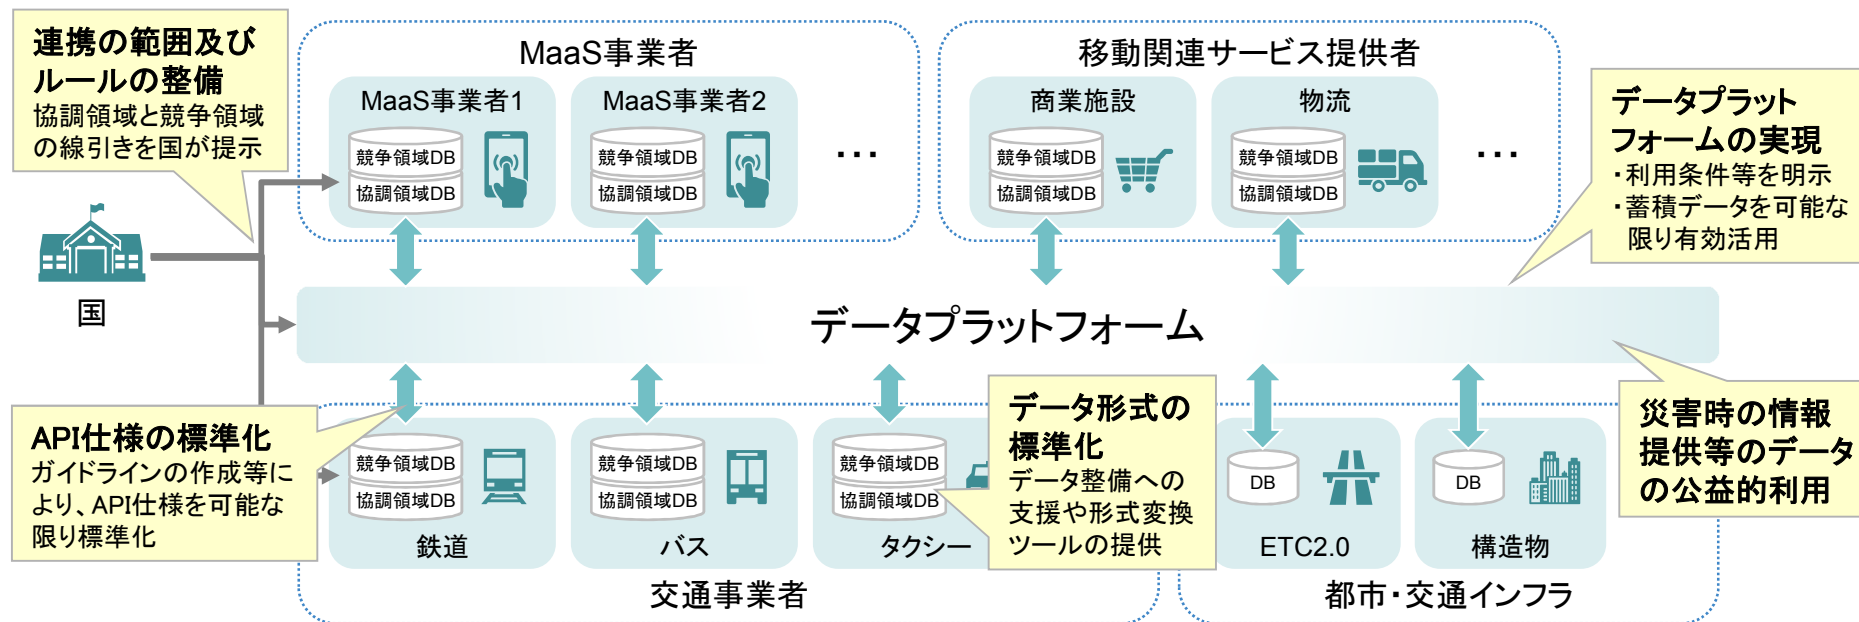 連携の範囲及び
ルールの整備
協調領域と競争領域
の線引きを国が提示
国
MaaS事業者
MaaS事業者1
競争領域DB
協調領域DB
MaaS事業者2
競争領域DB
協調領域DB
…
移動関連サービス提供者
商業施設
競争領域DB
協調領域DB
物流
競争領域DB
協調領域DB
…
データプラット
フォームの実現
・利用条件等を明示
・蓄積データを可能な
限り有効活用
データプラットフォーム
API仕様の標準化
ガイドラインの作成等に
より、API仕様を可能な
限り標準化
競争領域DB
協調領域DB
鉄道
競争領域DB
協調領域DB
バス
競争領域DB
協調領域DB
タクシー
交通事業者
データ形式の
標準化
データ整備への
支援や形式変換
ツールの提供
DB
ETC2.0
DB
構造物
都市・交通インフラ
災害時の情報
提供等のデータ
の公益的利用